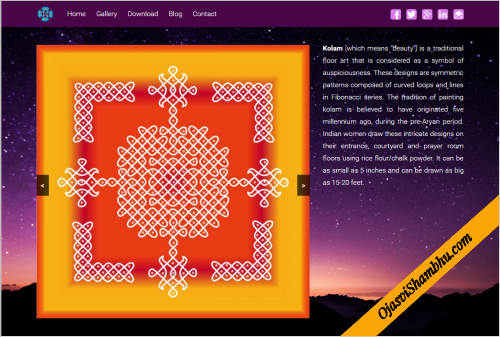 Home Gallery Download Blog Contact
<
>
Kolam [which means "Beauty"] is a traditional
floor art that is considered as a symbol of
auspiciousness. These designs are symmetric
patterns composed of curved loops and lines
in Fibonacci series. The tradition of painting
kolam is believed to have originated five
millennium ago, during the pre-Aryan period.
Indian women draw these intricate designs on
their entrance, courtyard and prayer room
floors using rice flour/chalk powder. It can be
as small as 5 inches and can be drawn as big
as 15-20 feet.
OjasviShambhu.com